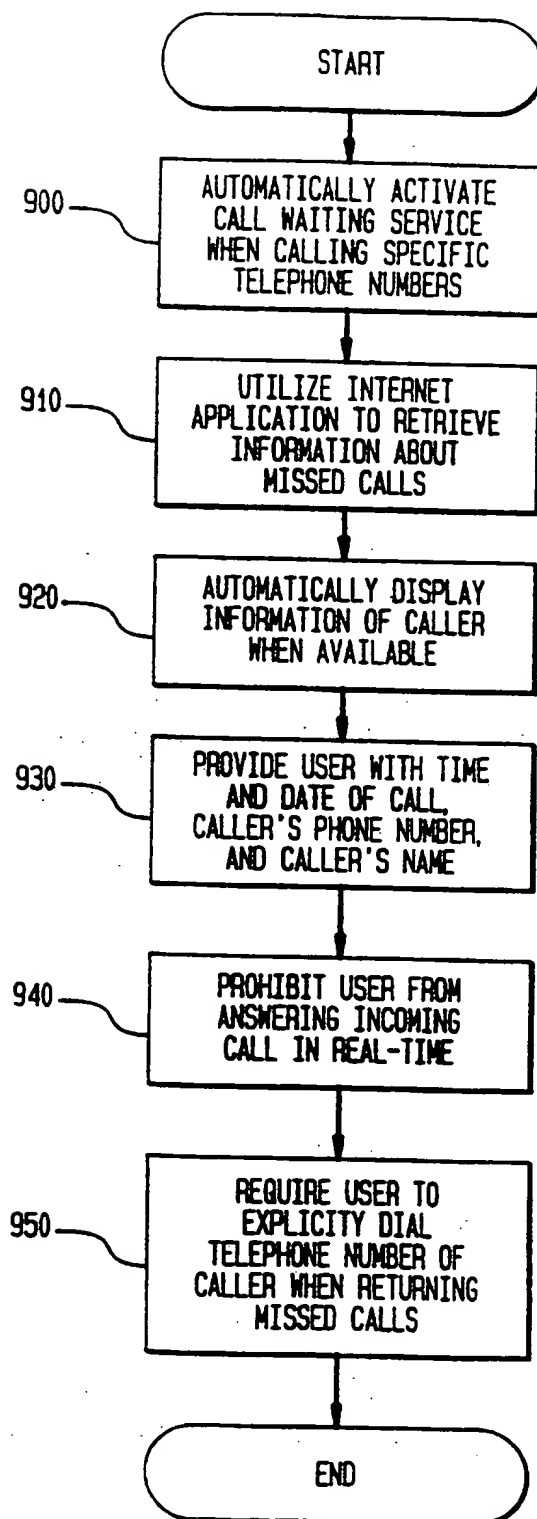 START
900
AUTOMATICALLY ACTIVATE
CALL WAITING SERVICE
WHEN CALLING SPECIFIC
TELEPHONE NUMBERS
910
UTILIZE INTERNET
APPLICATION TO RETRIEVE
INFORMATION ABOUT
MISSED CALLS
920
AUTOMATICALLY DISPLAY
INFORMATION OF CALLER
WHEN AVAILABLE
930
PROVIDE USER WITH TIME
AND DATE OF CALL,
CALLER'S PHONE NUMBER,
AND CALLER'S NAME
940
PROHIBIT USER FROM
ANSWERING INCOMING
CALL IN REAL-TIME
950
REQUIRE USER TO
EXPLICITY DIAL
TELEPHONE NUMBER OF
CALLER WHEN RETURNING
MISSED CALLS
END